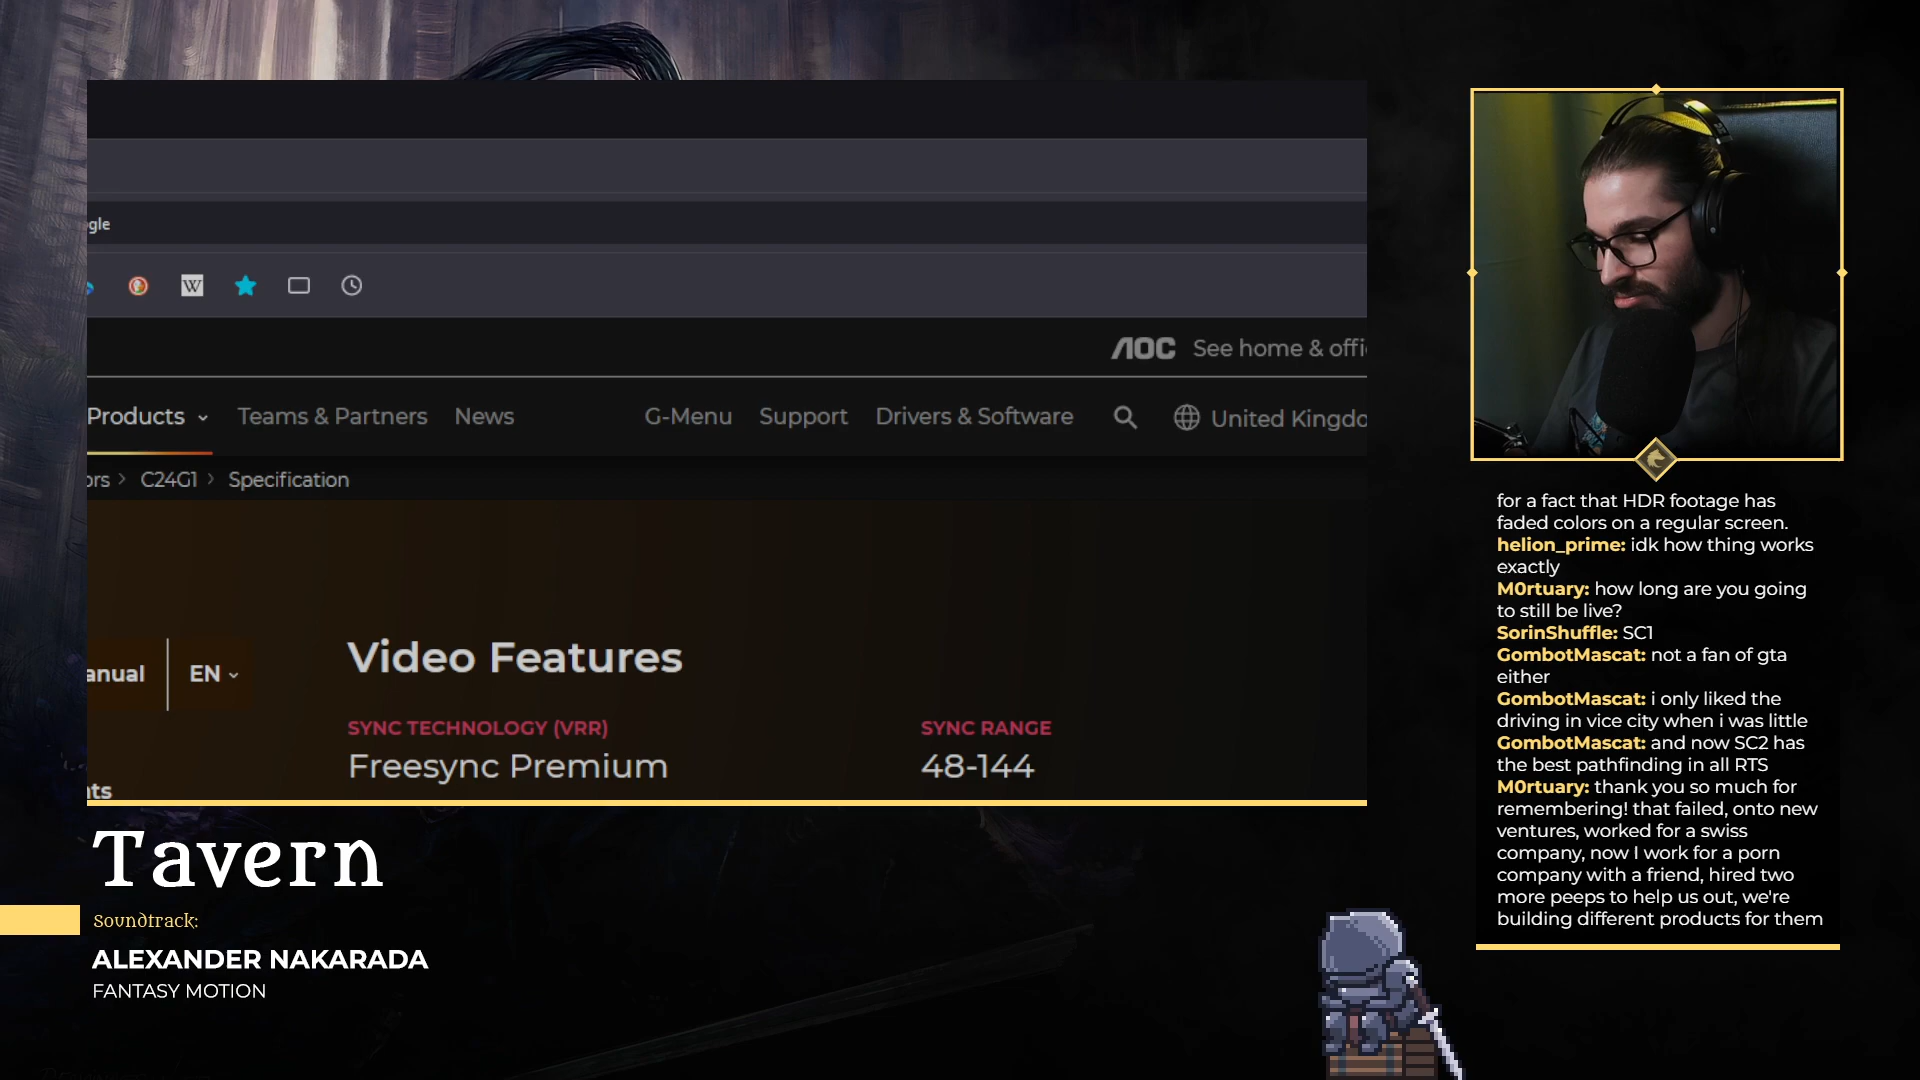 gle
W
AOC See home & offi
Products Teams & Partners News G-Menu Support Drivers & Software United Kingdo
ors > C24G1 > Specification
Video Features
anual EN
SYNC TECHNOLOGY (VRR) SYNC RANGE
Freesync Premium 48-144
nts
Tavern
Soundtrack:
ALEXANDER NAKARADA
FANTASY MOTION
for a fact that HDR footage has
faded colors on a regular screen.
helion_prime: idk how thing works
exactly
M0rtuary: how long are you going
to still be live?
SorinShuffle: SC1
GombotMascat: not a fan of gta
either
GombotMascat: i only liked the
driving in vice city when i was little
GombotMascat: and now SC2 has
the best pathfinding in all RTS
M0rtuary: thank you so much for
remembering! that failed, onto new
ventures, worked for a swiss
company, now I work for a porn
company with a friend, hired two
more peeps to help us out, we're
building different products for them